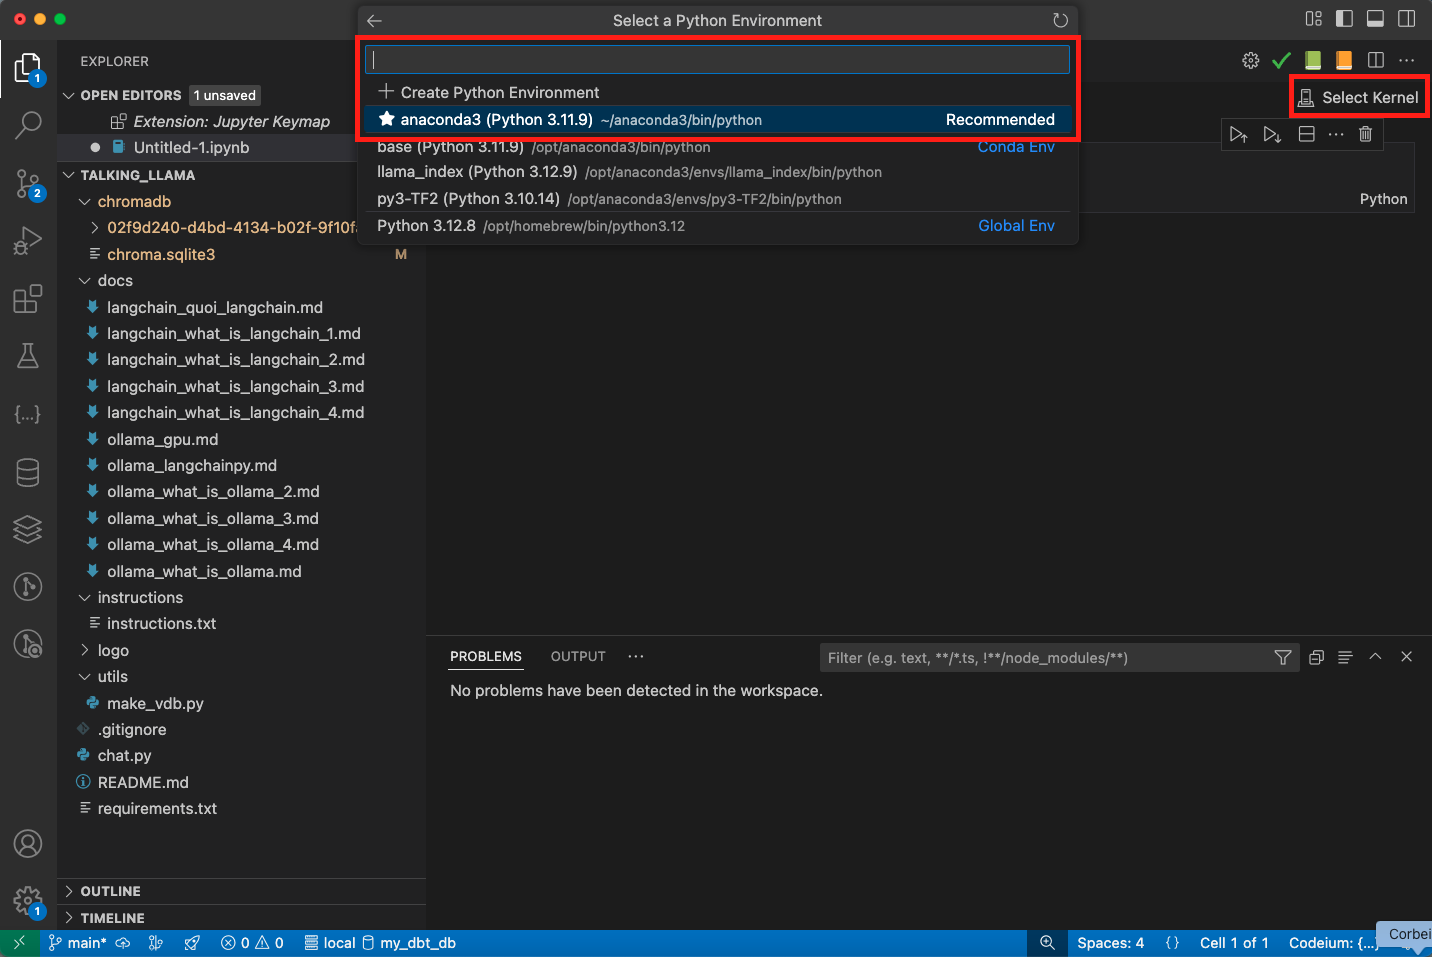 Select a Python Environment
Create Python Environment
anaconda3 (Python 3.11.9) ~/anaconda3/bin/python Recommended
base (Python 3.11.9) /opt/anaconda3/bin/python Conda Env
llama_index (Python 3.12.9) /opt/anaconda3/envs/llama_index/bin/python
py3-TF2 (Python 3.10.14) /opt/anaconda3/envs/py3-TF2/bin/python
Python 3.12.8 /opt/homebrew/bin/python3.12 Global Env
Select Kernel
Python
EXPLORER
1
OPEN EDITORS 1 unsaved
Extension: Jupyter Keymap
Untitled-1.ipynb
TALKING_LLAMA
2
chromadb
02f9d240-d4bd-4134-b02f-9f10f
chroma.sqlite3 M
docs
langchain_quoi_langchain.md
langchain_what_is_langchain_1.md
langchain_what_is_langchain_2.md
langchain_what_is_langchain_3.md
langchain_what_is_langchain_4.md
{...}
ollama_gpu.md
ollama_langchainpy.md
ollama_what_is_ollama_2.md
ollama_what_is_ollama_3.md
ollama_what_is_ollama_4.md
ollama_what_is_ollama.md
instructions
instructions.txt
logo
utils
make_vdb.py
.gitignore
chat.py
README.md
requirements.txt
OUTLINE
1
TIMELINE
PROBLEMS OUTPUT ... Filter (e.g. text, **/*.ts, !**/node_modules/**)
No problems have been detected in the workspace.
main* 0 0 local my_dbt_db Spaces: 4 {} Cell 1 of 1 Codeium: {...}
Corbei